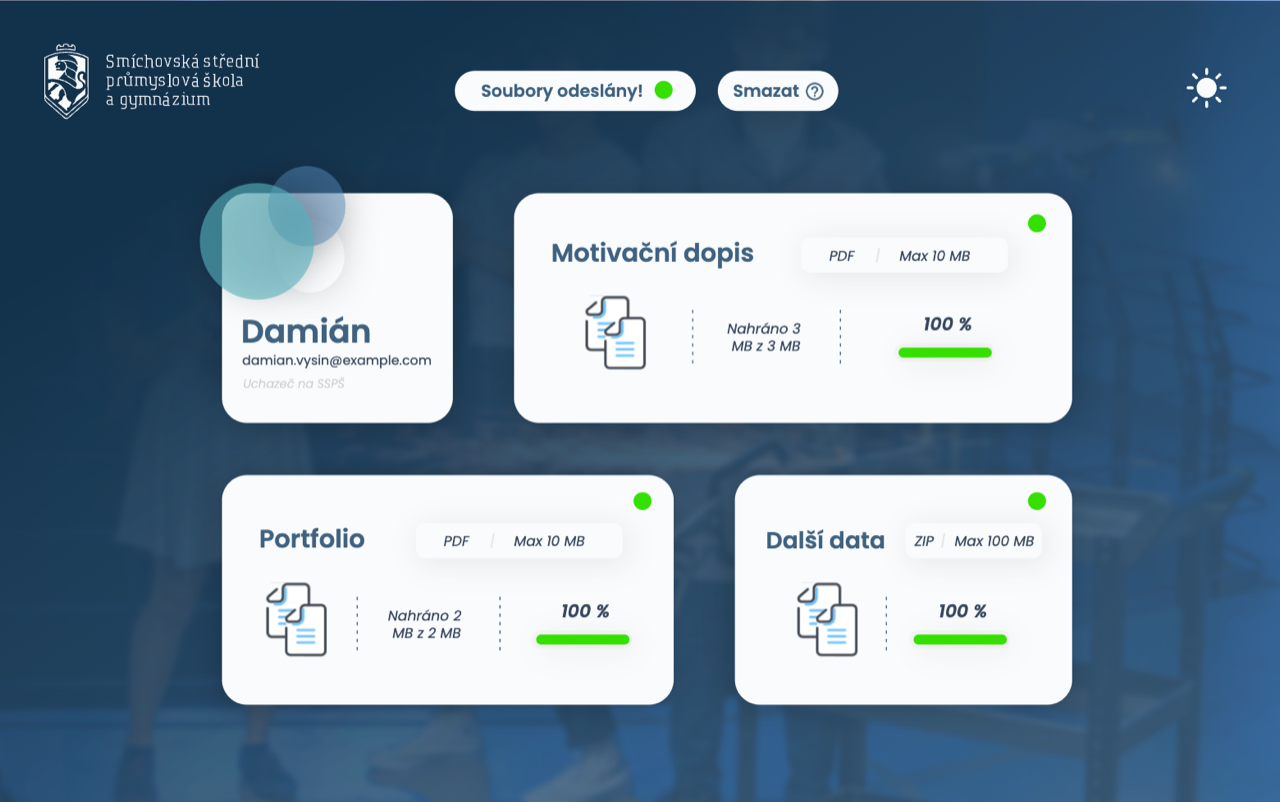 Smíchovská střední
průmyslová škola
a gymnázium
Soubory odeslány!
Smazat ?
Damián
damian.vysin@example.com
Uchazeč na SSPŠ
Motivační dopis
PDF | Max 10 MB
Nahráno 3
MB z 3 MB
100 %
Portfolio
PDF | Max 10 MB
Nahráno 2
MB z 2 MB
100 %
Další data
ZIP | Max 100 MB
100 %